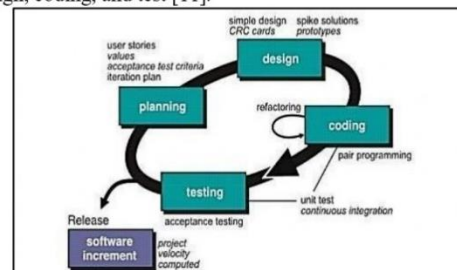 simple design
CRC cards
spike solutions
prototypes
user stories
values
acceptance test criteria
iteration plan
design
planning
refactoring
coding
pair programming
testing
unit test
continuous integration
acceptance testing
Release
software
increment
project
velocity
computed